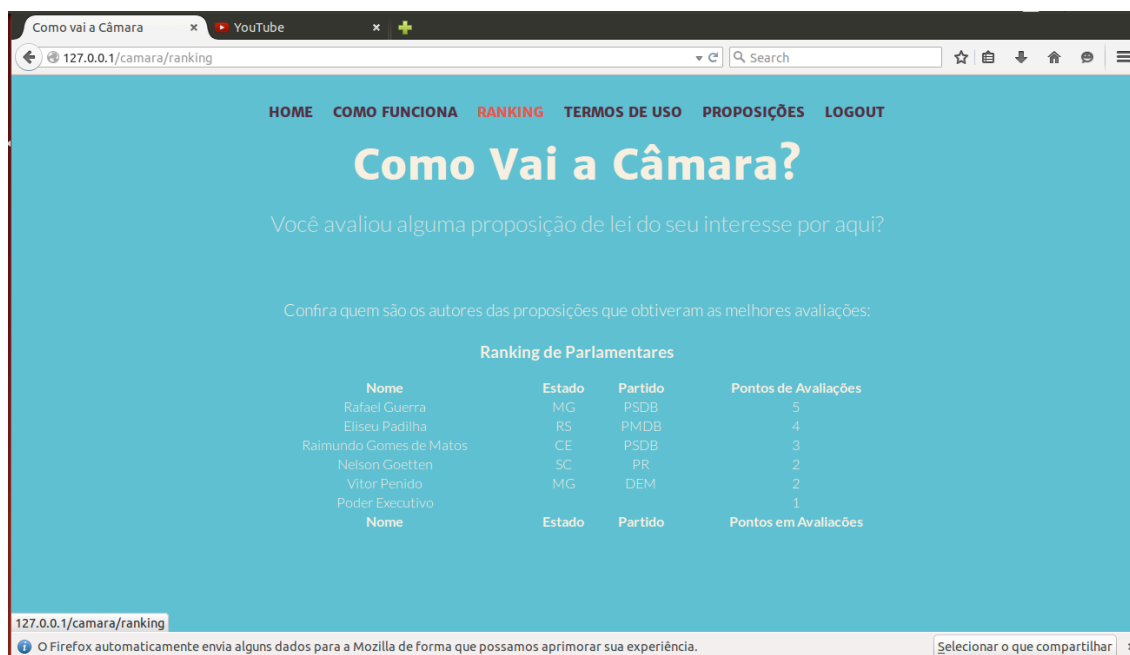 Como vai a Câmara
YouTube
127.0.0.1/camara/ranking
Search
HOME COMO FUNCIONA RANKING TERMOS DE USO PROPOSIÇÕES LOGOUT
Como Vai a Câmara?
Você avaliou alguma proposição de lei do seu interesse por aqui?
Confira quem são os autores das proposições que obtiveram as melhores avaliações:
Ranking de Parlamentares
Nome Estado Partido Pontos de Avaliações
Rafael Guerra MG PSDB 5
Eliseu Padilha RS PMDB 4
Raimundo Gomes de Matos CE PSDB 3
Nelson Goetten SC PR 2
Vitor Penido MG DEM 2
Poder Executivo 1
Nome Estado Partido Pontos em Avaliações
127.0.0.1/camara/ranking
O Firefox automaticamente envia alguns dados para a Mozilla de forma que possamos aprimorar sua experiência. Selecionar o que compartilhar